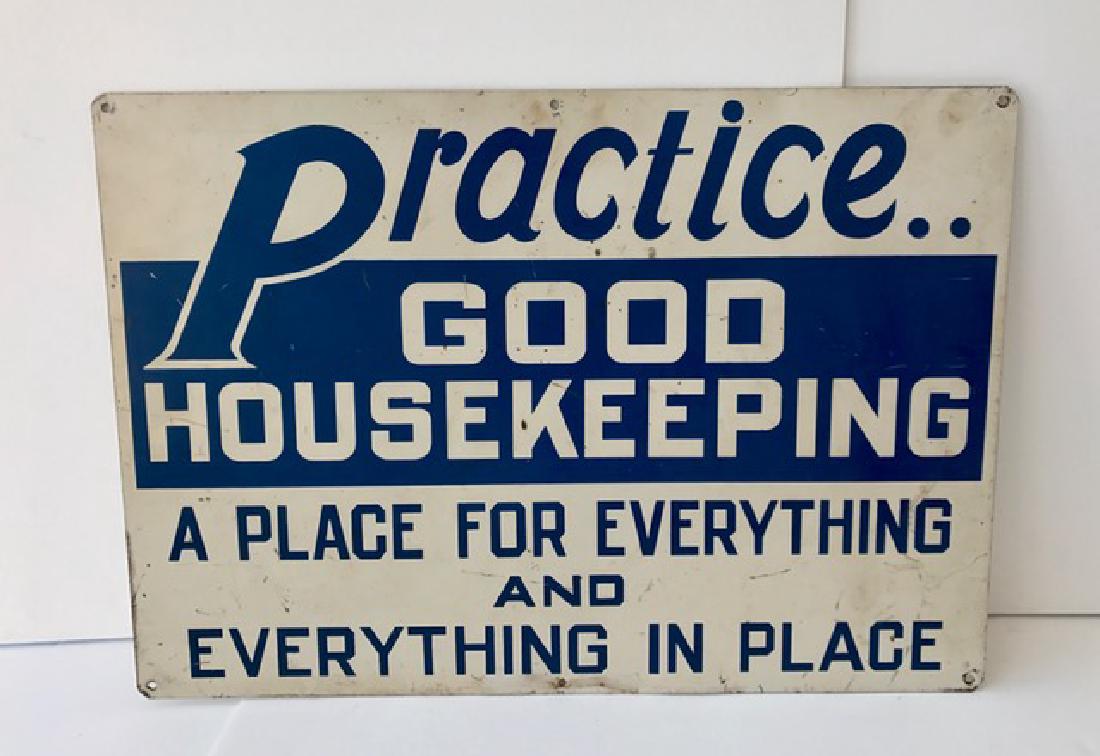 Practice..
GOOD
HOUSEKEEPING
A PLACE FOR EVERYTHING
AND
EVERYTHING IN PLACE